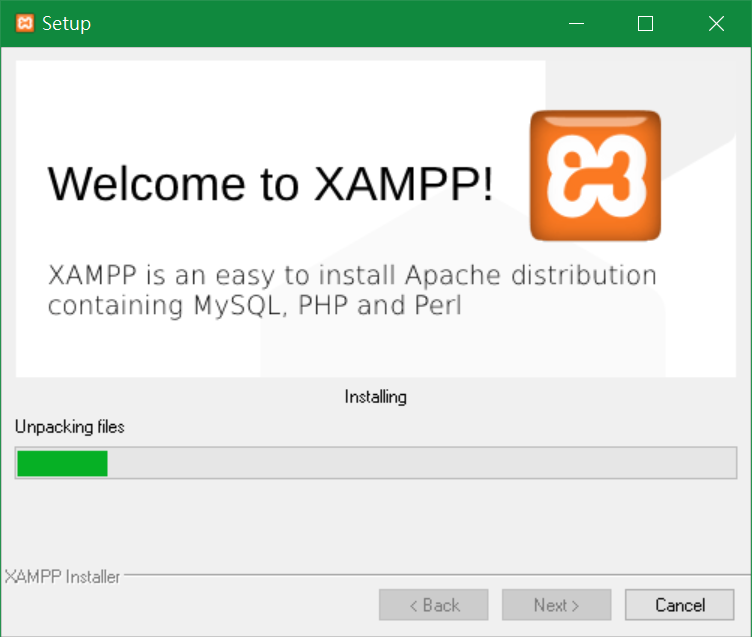 Setup
Welcome to XAMPP!
XAMPP is an easy to install Apache distribution
containing MySQL, PHP and Perl
Installing
Unpacking files
XAMPP Installer
< Back
Next >
Cancel